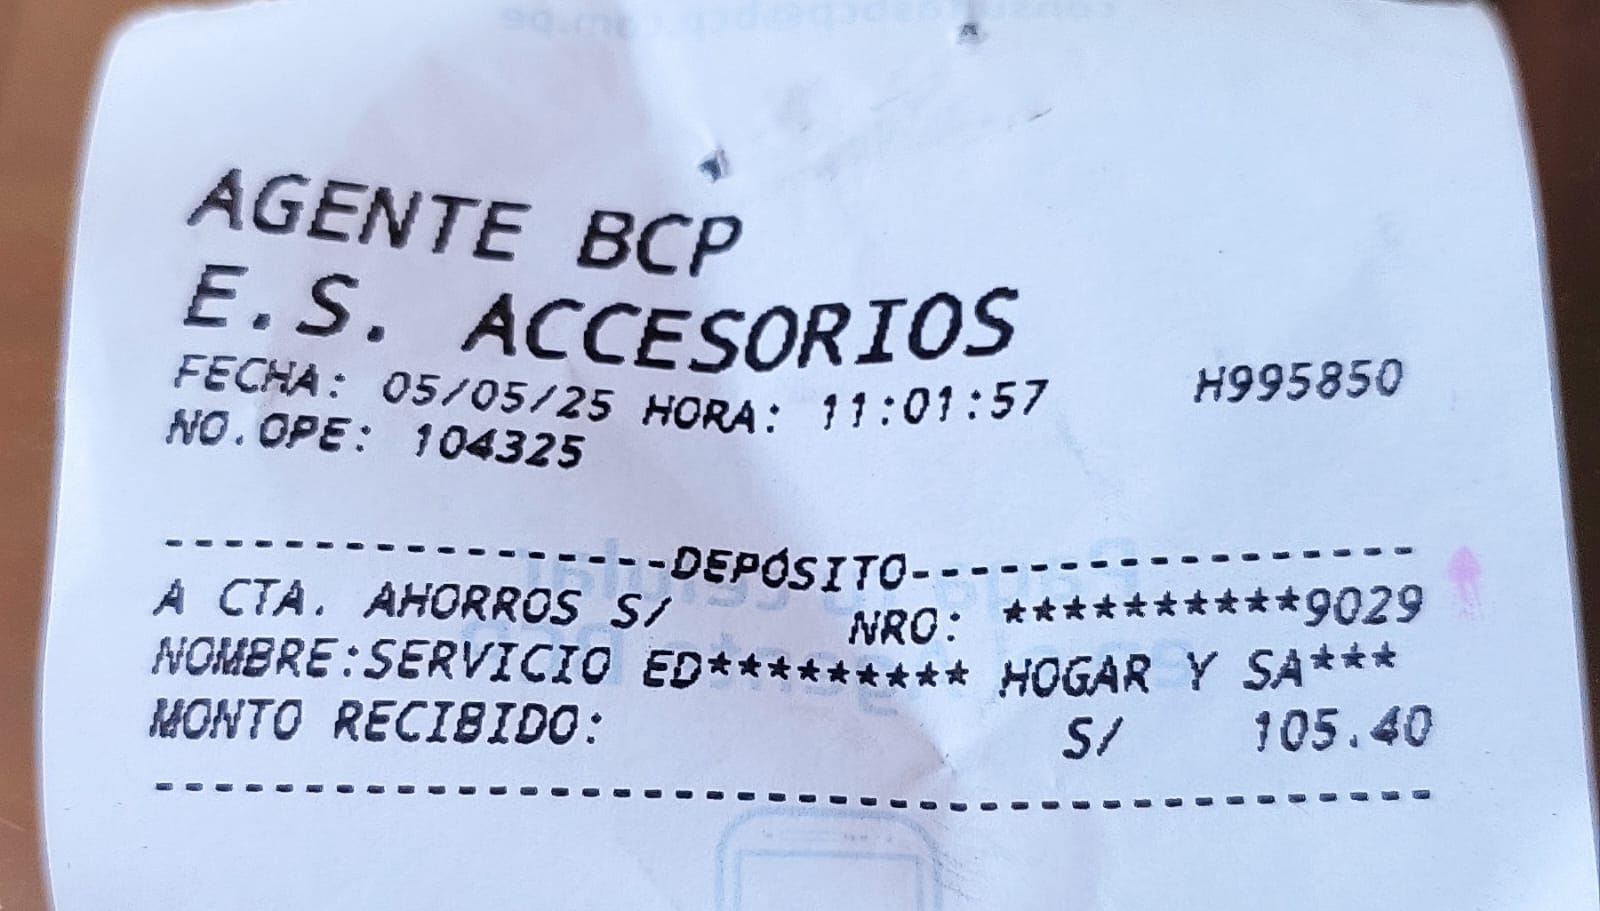 AGENTE BCP
E.S. ACCESORIOS
FECHA: 05/05/25 HORA: 11:01:57 H995850
NO.OPE: 104325
-----------------DEPÓSITO-----------------
A CTA. AHORROS S/ NRO: **********9029
NOMBRE:SERVICIO ED********* HOGAR Y SA***
MONTO RECIBIDO: S/ 105.40
------------------------------------------